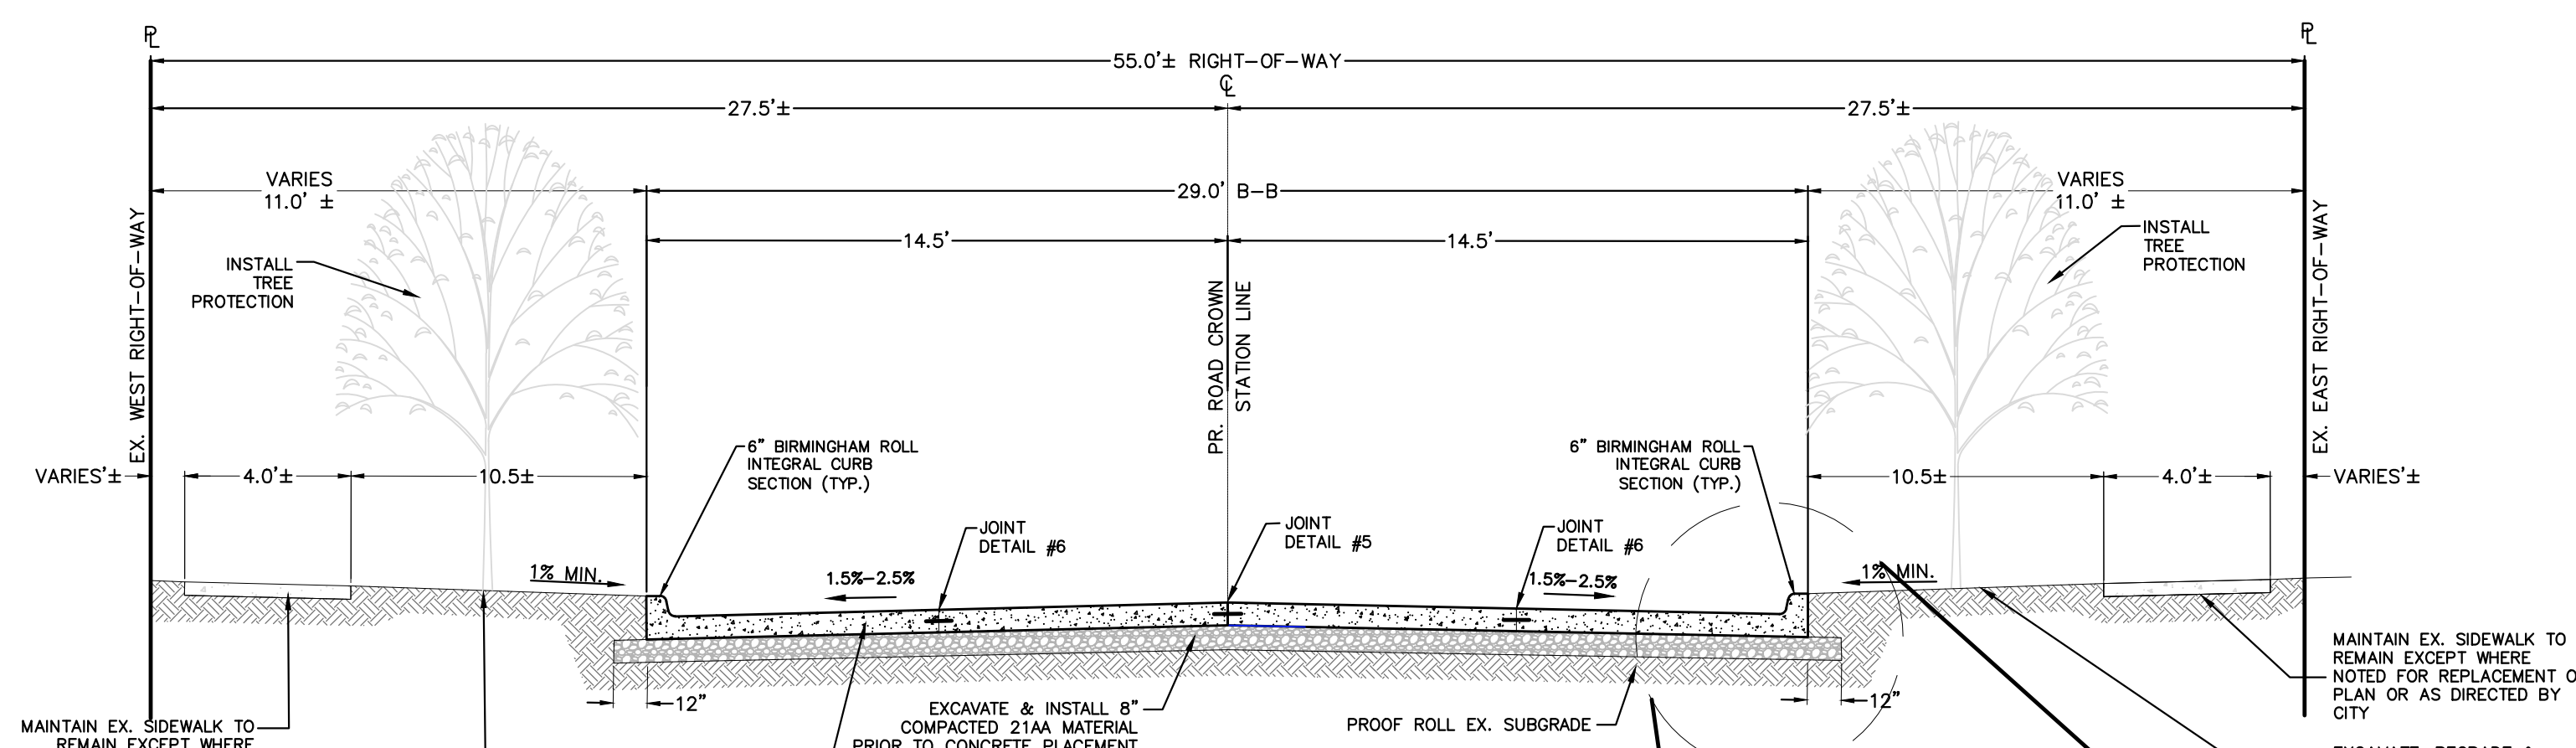 PL
PL
55.0'± RIGHT-OF-WAY
CL
27.5'±
27.5'±
VARIES
11.0' ±
29.0' B-B
VARIES
11.0' ±
14.5'
14.5'
EX. WEST RIGHT-OF-WAY
INSTALL
TREE
PROTECTION
PR. ROAD CROWN
STATION LINE
INSTALL
TREE
PROTECTION
EX. EAST RIGHT-OF-WAY
VARIES'±
4.0'±
10.5±
6" BIRMINGHAM ROLL
INTEGRAL CURB
SECTION (TYP.)
6" BIRMINGHAM ROLL
INTEGRAL CURB
SECTION (TYP.)
10.5±
4.0'±
VARIES'±
JOINT
DETAIL #6
JOINT
DETAIL #5
JOINT
DETAIL #6
1% MIN.
1.5%-2.5%
1.5%-2.5%
1% MIN.
12"
12"
MAINTAIN EX. SIDEWALK TO
REMAIN EXCEPT WHERE
EXCAVATE & INSTALL 8"
COMPACTED 21AA MATERIAL
PRIOR TO CONCRETE PLACEMENT
PROOF ROLL EX. SUBGRADE
MAINTAIN EX. SIDEWALK TO
REMAIN EXCEPT WHERE
NOTED FOR REPLACEMENT O
PLAN OR AS DIRECTED BY
CITY